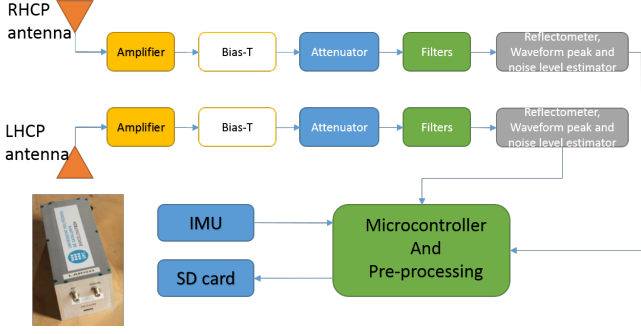 RHCP
antenna
Amplifier
Bias-T
Attenuator
Filters
Reflectometer,
Waveform peak and
noise level estimator
LHCP
antenna
Amplifier
Bias-T
Attenuator
Filters
Reflectometer,
Waveform peak and
noise level estimator
IMU
SD card
Microcontroller
And
Pre-processing